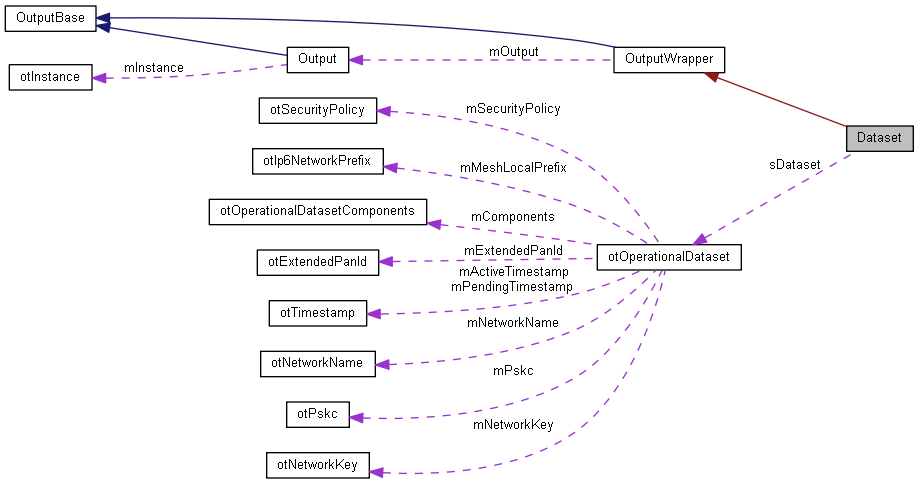 OutputBase
mOutput
Output
OutputWrapper
mInstance
otInstance
otSecurityPolicy
mSecurityPolicy
Dataset
otIp6NetworkPrefix
mMeshLocalPrefix
sDataset
otOperationalDatasetComponents
mComponents
mExtendedPanId
otExtendedPanId
otOperationalDataset
mActiveTimestamp
mPendingTimestamp
otTimestamp
mNetworkName
otNetworkName
mPskc
otPskc
mNetworkKey
otNetworkKey